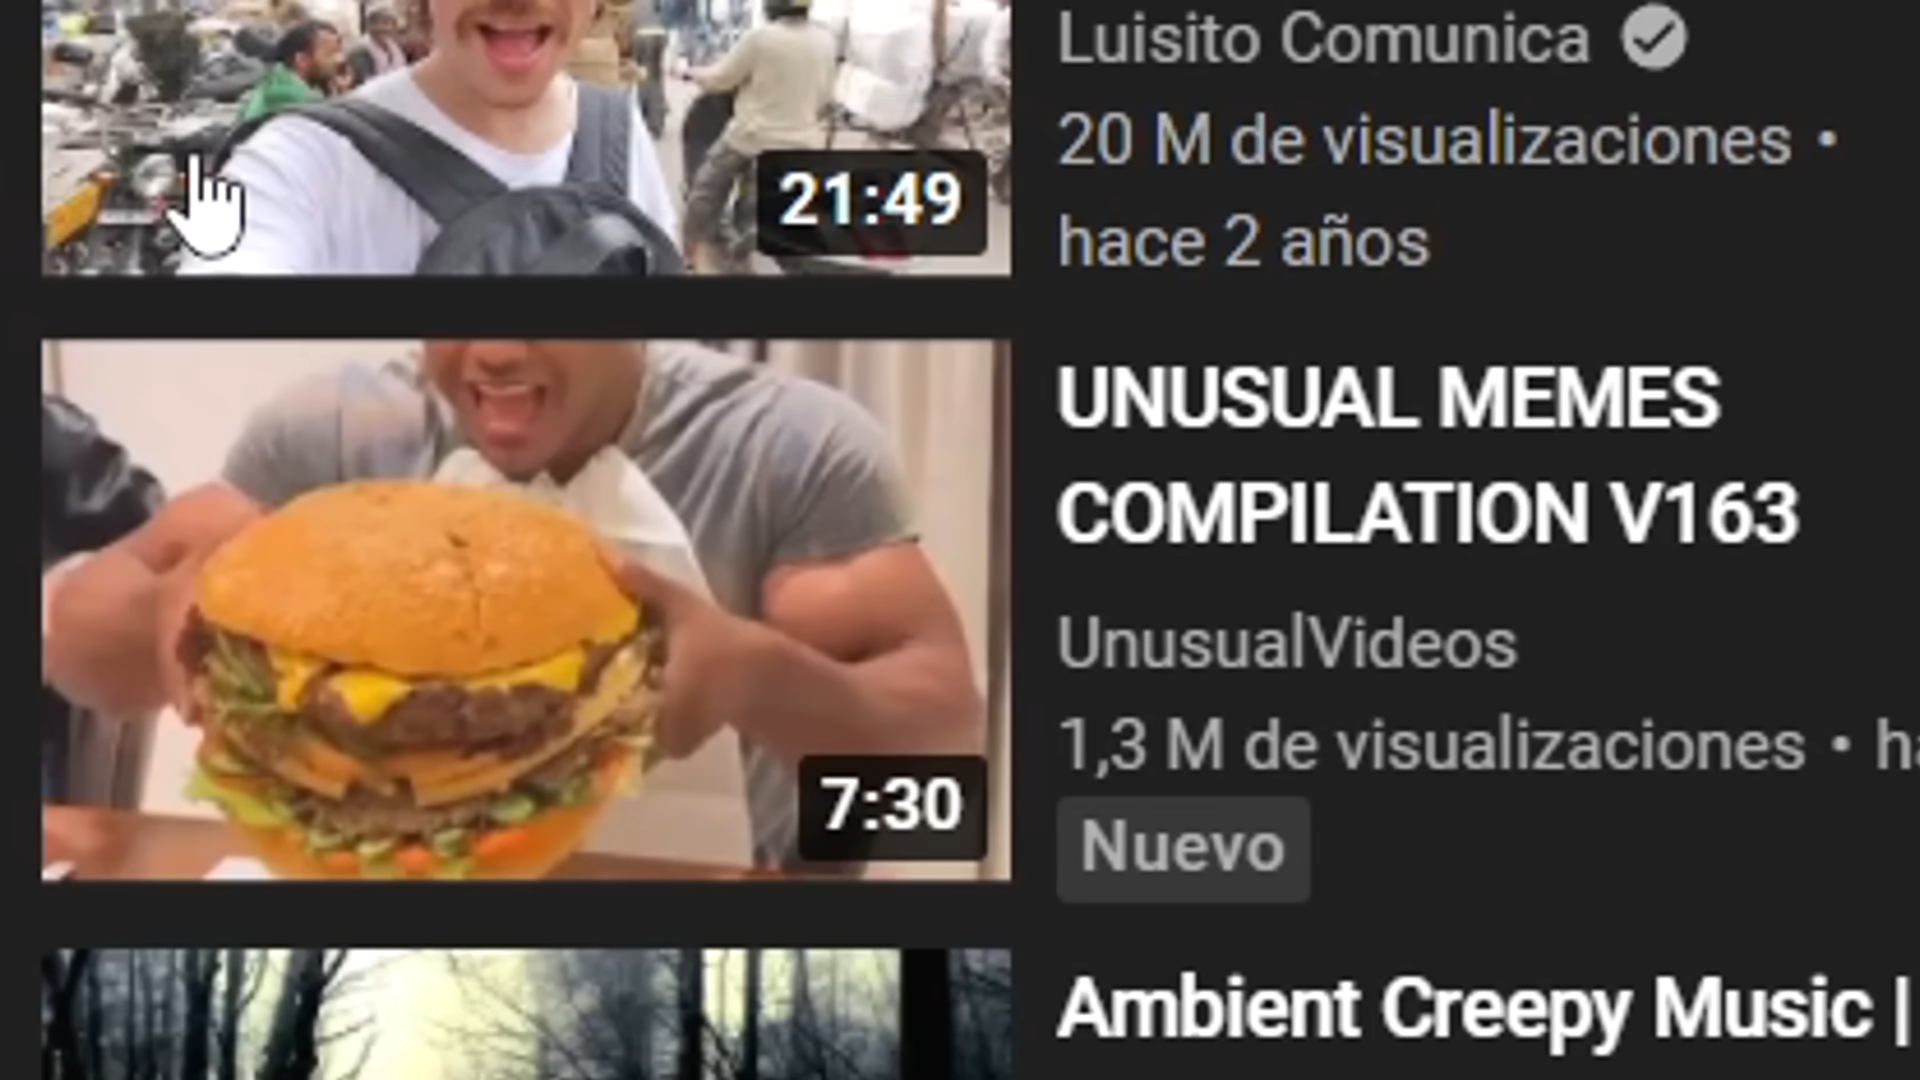 Luisito Comunica
20 M de visualizaciones •
hace 2 años
21:49
UNUSUAL MEMES
COMPILATION V163
UnusualVideos
1,3 M de visualizaciones • ha
Nuevo
7:30
Ambient Creepy Music |